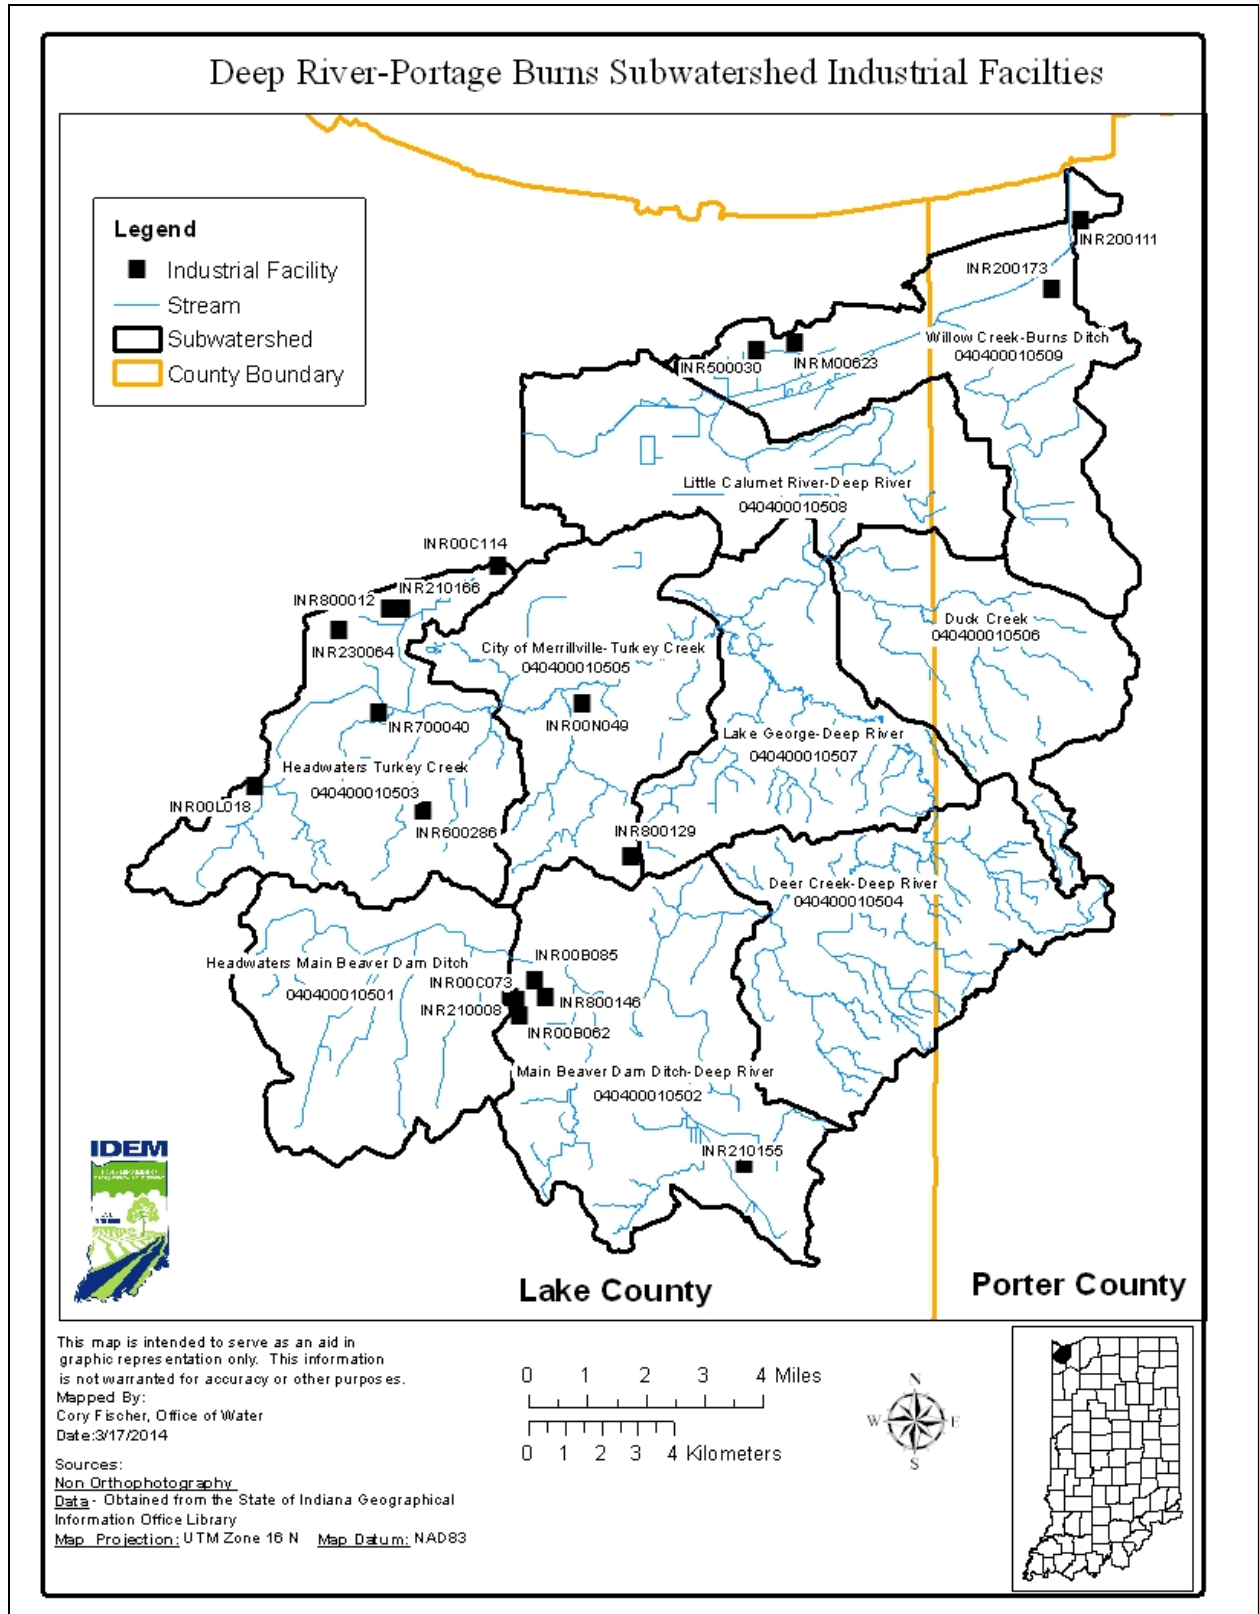 Deep River-Portage Burns Subwatershed Industrial Facilties
Legend
Industrial Facility
Stream
Subwatershed
County Boundary
INR200111
INR200173
Willow Creek-Burns Ditch
040400010509
INR500030
INRM00623
Little Calumet River-Deep River
040400010508
INR00C114
INR210166
INR800012
INR230064
Duck Creek
040400010506
City of Merrillville-Turkey Creek
040400010505
INR700040
INR00N049
Lake George-Deep River
040400010507
Headwaters Turkey Creek
040400010503
INR00L018
INR600286
INR800129
Deer Creek-Deep River
040400010504
INR00B085
Headwaters Main Beaver Dam Ditch
040400010501
INR00C073
INR800146
INR210008
INR00B062
Main Beaver Dam Ditch-Deep River
040400010502
INR210155
IDEM
Lake County
Porter County
This map is intended to serve as an aid in
graphic representation only. This information
is not warranted for accuracy or other purposes.
Mapped By:
Cory Fischer, Office of Water
Date:3/17/2014
Sources:
Non Orthophotography
Data - Obtained from the State of Indiana Geographical
Information Office Library
Map Projection: UTM Zone 16 N Map Datum: NAD83
0 1 2 3 4 Miles
0 1 2 3 4 Kilometers
N
W E
S